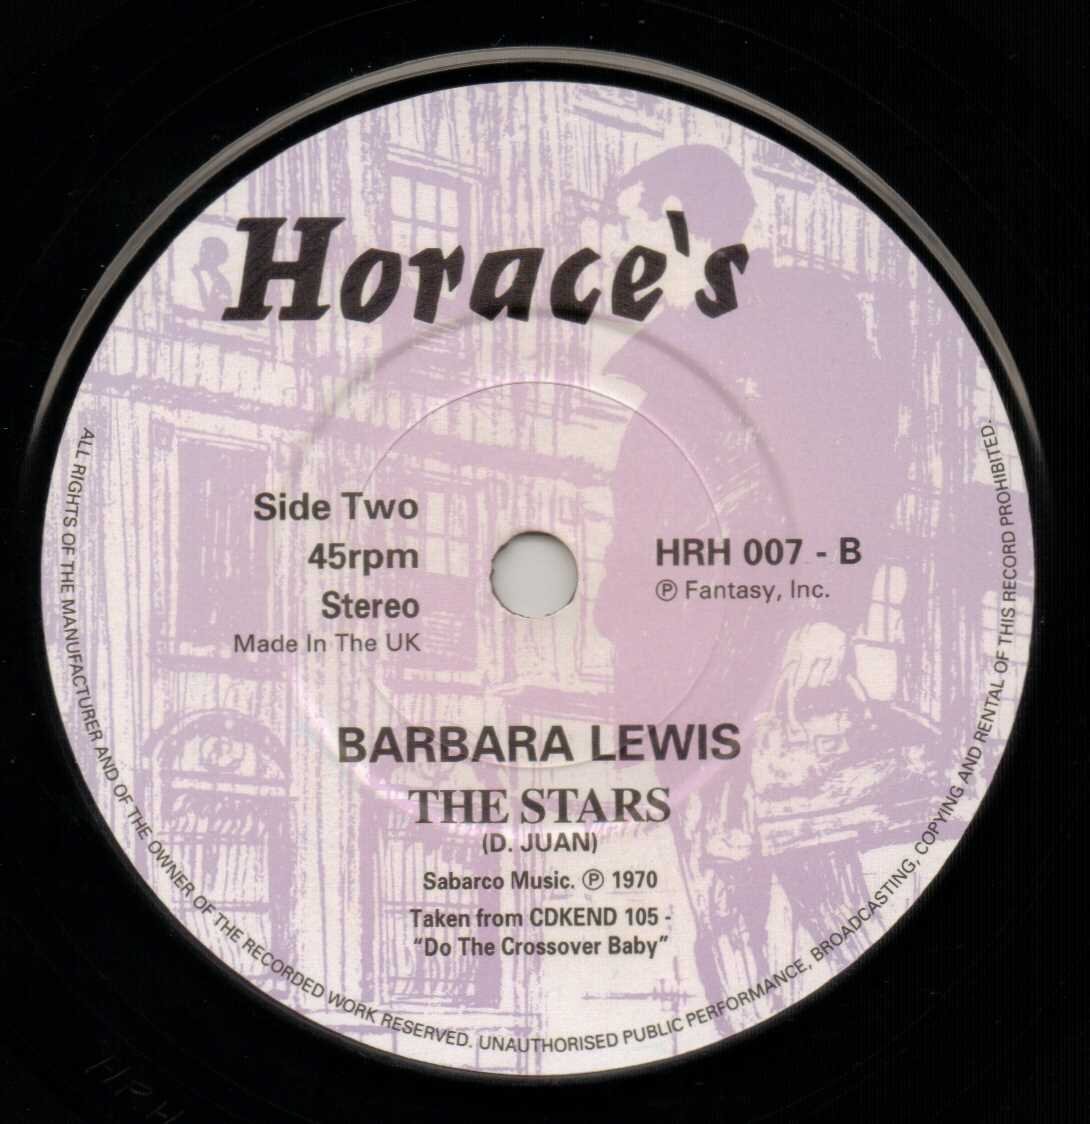 Horace's
Side Two
45rpm
Stereo
Made In The UK
HRH 007 - B
℗ Fantasy, Inc.
BARBARA LEWIS
THE STARS
(D. JUAN)
Sabarco Music. ℗ 1970
Taken from CDKEND 105 -
“Do The Crossover Baby”
ALL RIGHTS OF THE MANUFACTURER AND OF THE OWNER OF THE RECORDED WORK RESERVED. UNAUTHORISED PUBLIC PERFORMANCE, BROADCASTING, COPYING AND RENTAL OF THIS RECORD PROHIBITED.
HRH